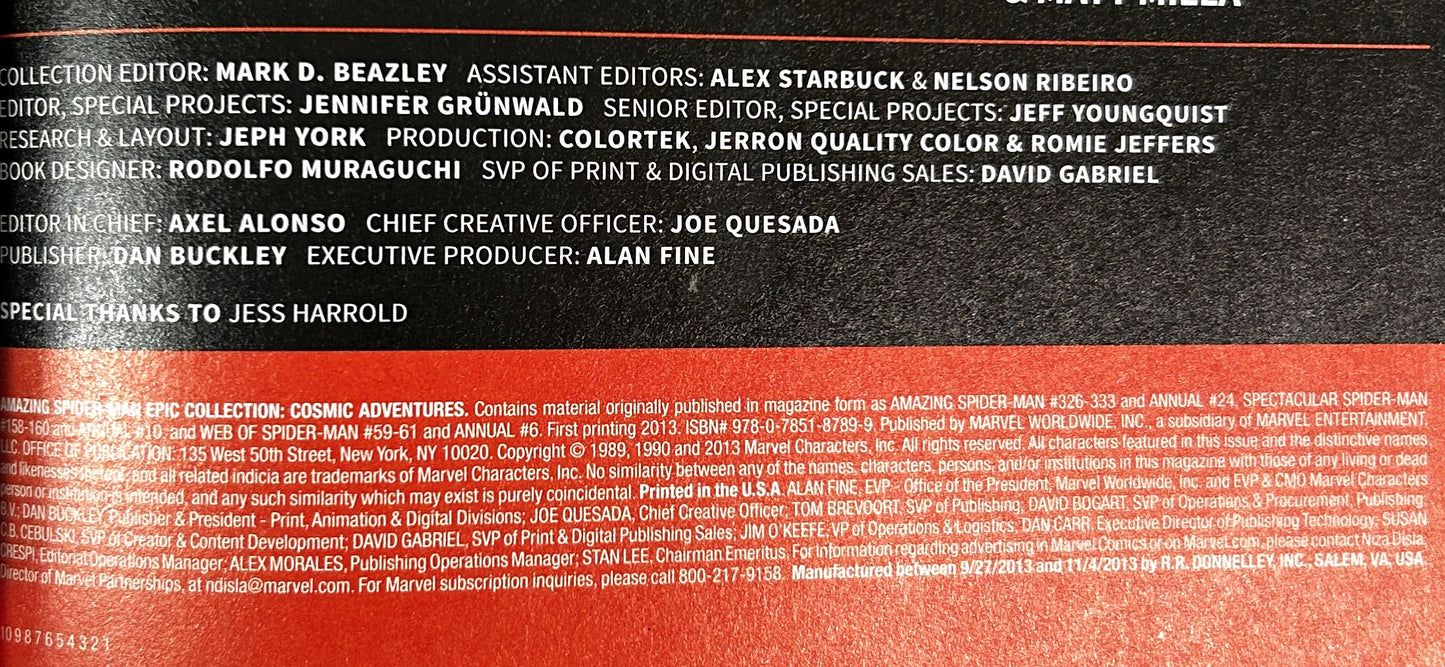 & MATT MILLA
COLLECTION EDITOR: MARK D. BEAZLEY ASSISTANT EDITORS: ALEX STARBUCK & NELSON RIBEIRO
EDITOR, SPECIAL PROJECTS: JENNIFER GRÜNWALD SENIOR EDITOR, SPECIAL PROJECTS: JEFF YOUNGQUIST
RESEARCH & LAYOUT: JEPH YORK PRODUCTION: COLORTEK, JERRON QUALITY COLOR & ROMIE JEFFERS
BOOK DESIGNER: RODOLFO MURAGUCHI SVP OF PRINT & DIGITAL PUBLISHING SALES: DAVID GABRIEL
EDITOR IN CHIEF: AXEL ALONSO CHIEF CREATIVE OFFICER: JOE QUESADA
PUBLISHER: DAN BUCKLEY EXECUTIVE PRODUCER: ALAN FINE
SPECIAL THANKS TO JESS HARROLD
AMAZING SPIDER-MAN EPIC COLLECTION: COSMIC ADVENTURES. Contains material originally published in magazine form as AMAZING SPIDER-MAN #326-333 and ANNUAL #24, SPECTACULAR SPIDER-MAN
#158-160 and ANNUAL #10, and WEB OF SPIDER-MAN #59-61 and ANNUAL #6. First printing 2013. ISBN# 978-0-7851-8789-9. Published by MARVEL WORLDWIDE, INC., a subsidiary of MARVEL ENTERTAINMENT,
LLC. OFFICE OF PUBLICATION: 135 West 50th Street, New York, NY 10020. Copyright © 1989, 1990 and 2013 Marvel Characters, Inc. All rights reserved. All characters featured in this issue and the distinctive names
and likenesses thereof, and all related indicia are trademarks of Marvel Characters, Inc. No similarity between any of the names, characters, persons, and/or institutions in this magazine with those of any living or dead
person or institution is intended, and any such similarity which may exist is purely coincidental. Printed in the U.S.A. ALAN FINE, EVP - Office of the President, Marvel Worldwide, Inc. and EVP & CMO Marvel Characters
B.V.; DAN BUCKLEY, Publisher & President - Print, Animation & Digital Divisions; JOE QUESADA, Chief Creative Officer; TOM BREVOORT, SVP of Publishing; DAVID BOGART, SVP of Operations & Procurement, Publishing;
C.B. CEBULSKI, SVP of Creator & Content Development; DAVID GABRIEL, SVP of Print & Digital Publishing Sales; JIM O'KEEFE, VP of Operations & Logistics; DAN CARR, Executive Director of Publishing Technology; SUSAN
CRESPI, Editorial Operations Manager; ALEX MORALES, Publishing Operations Manager; STAN LEE, Chairman Emeritus. For information regarding advertising in Marvel Comics or on Marvel.com, please contact Niza Disla,
Director of Marvel Partnerships, at ndisla@marvel.com. For Marvel subscription inquiries, please call 800-217-9158. Manufactured between 9/27/2013 and 11/4/2013 by R.R. DONNELLEY, INC., SALEM, VA, USA.
10 9 8 7 6 5 4 3 2 1